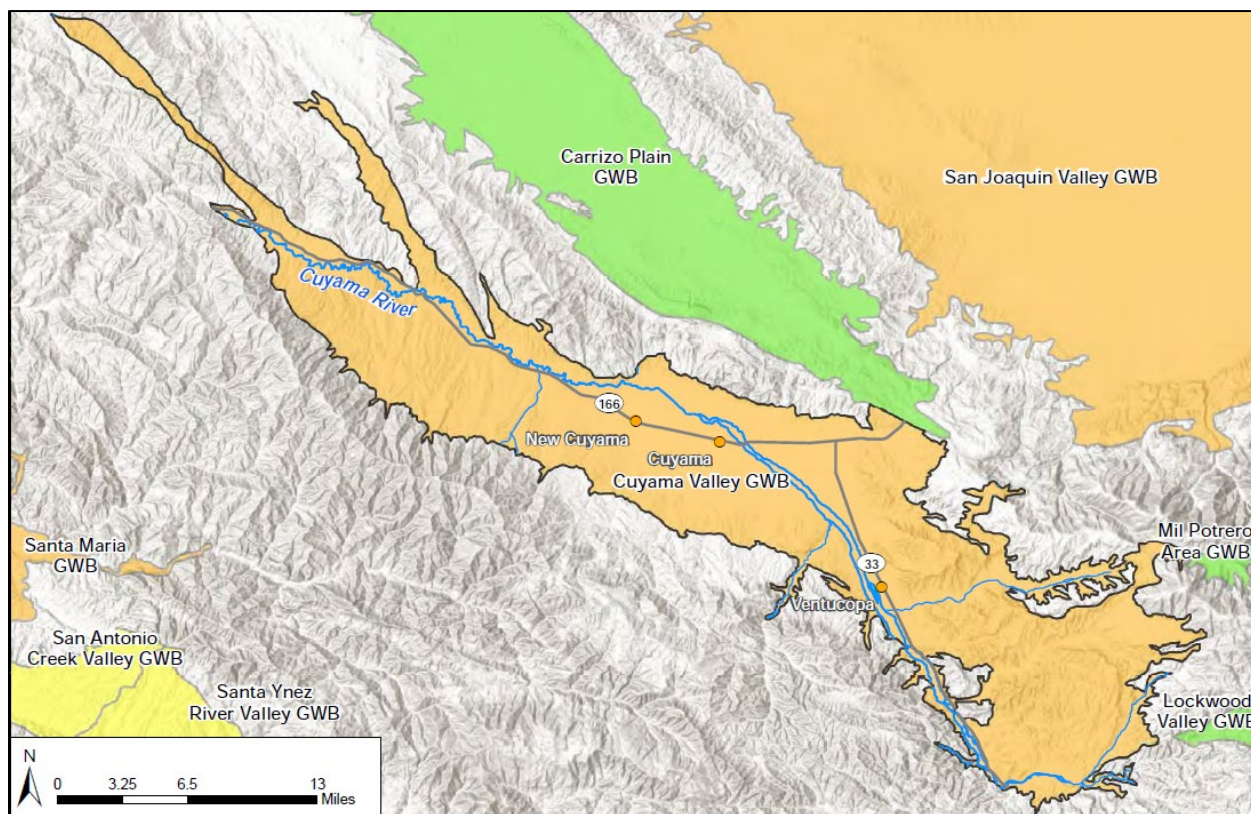 Carrizo Plain
GWB
San Joaquin Valley GWB
Cuyama River
166
New Cuyama
Cuyama
Cuyama Valley GWB
Santa Maria
GWB
Mil Potrero
Area GWB
33
Ventucopa
San Antonio
Creek Valley GWB
Santa Ynez
River Valley GWB
Lockwood
Valley GWB
N
0 3.25 6.5 13
Miles